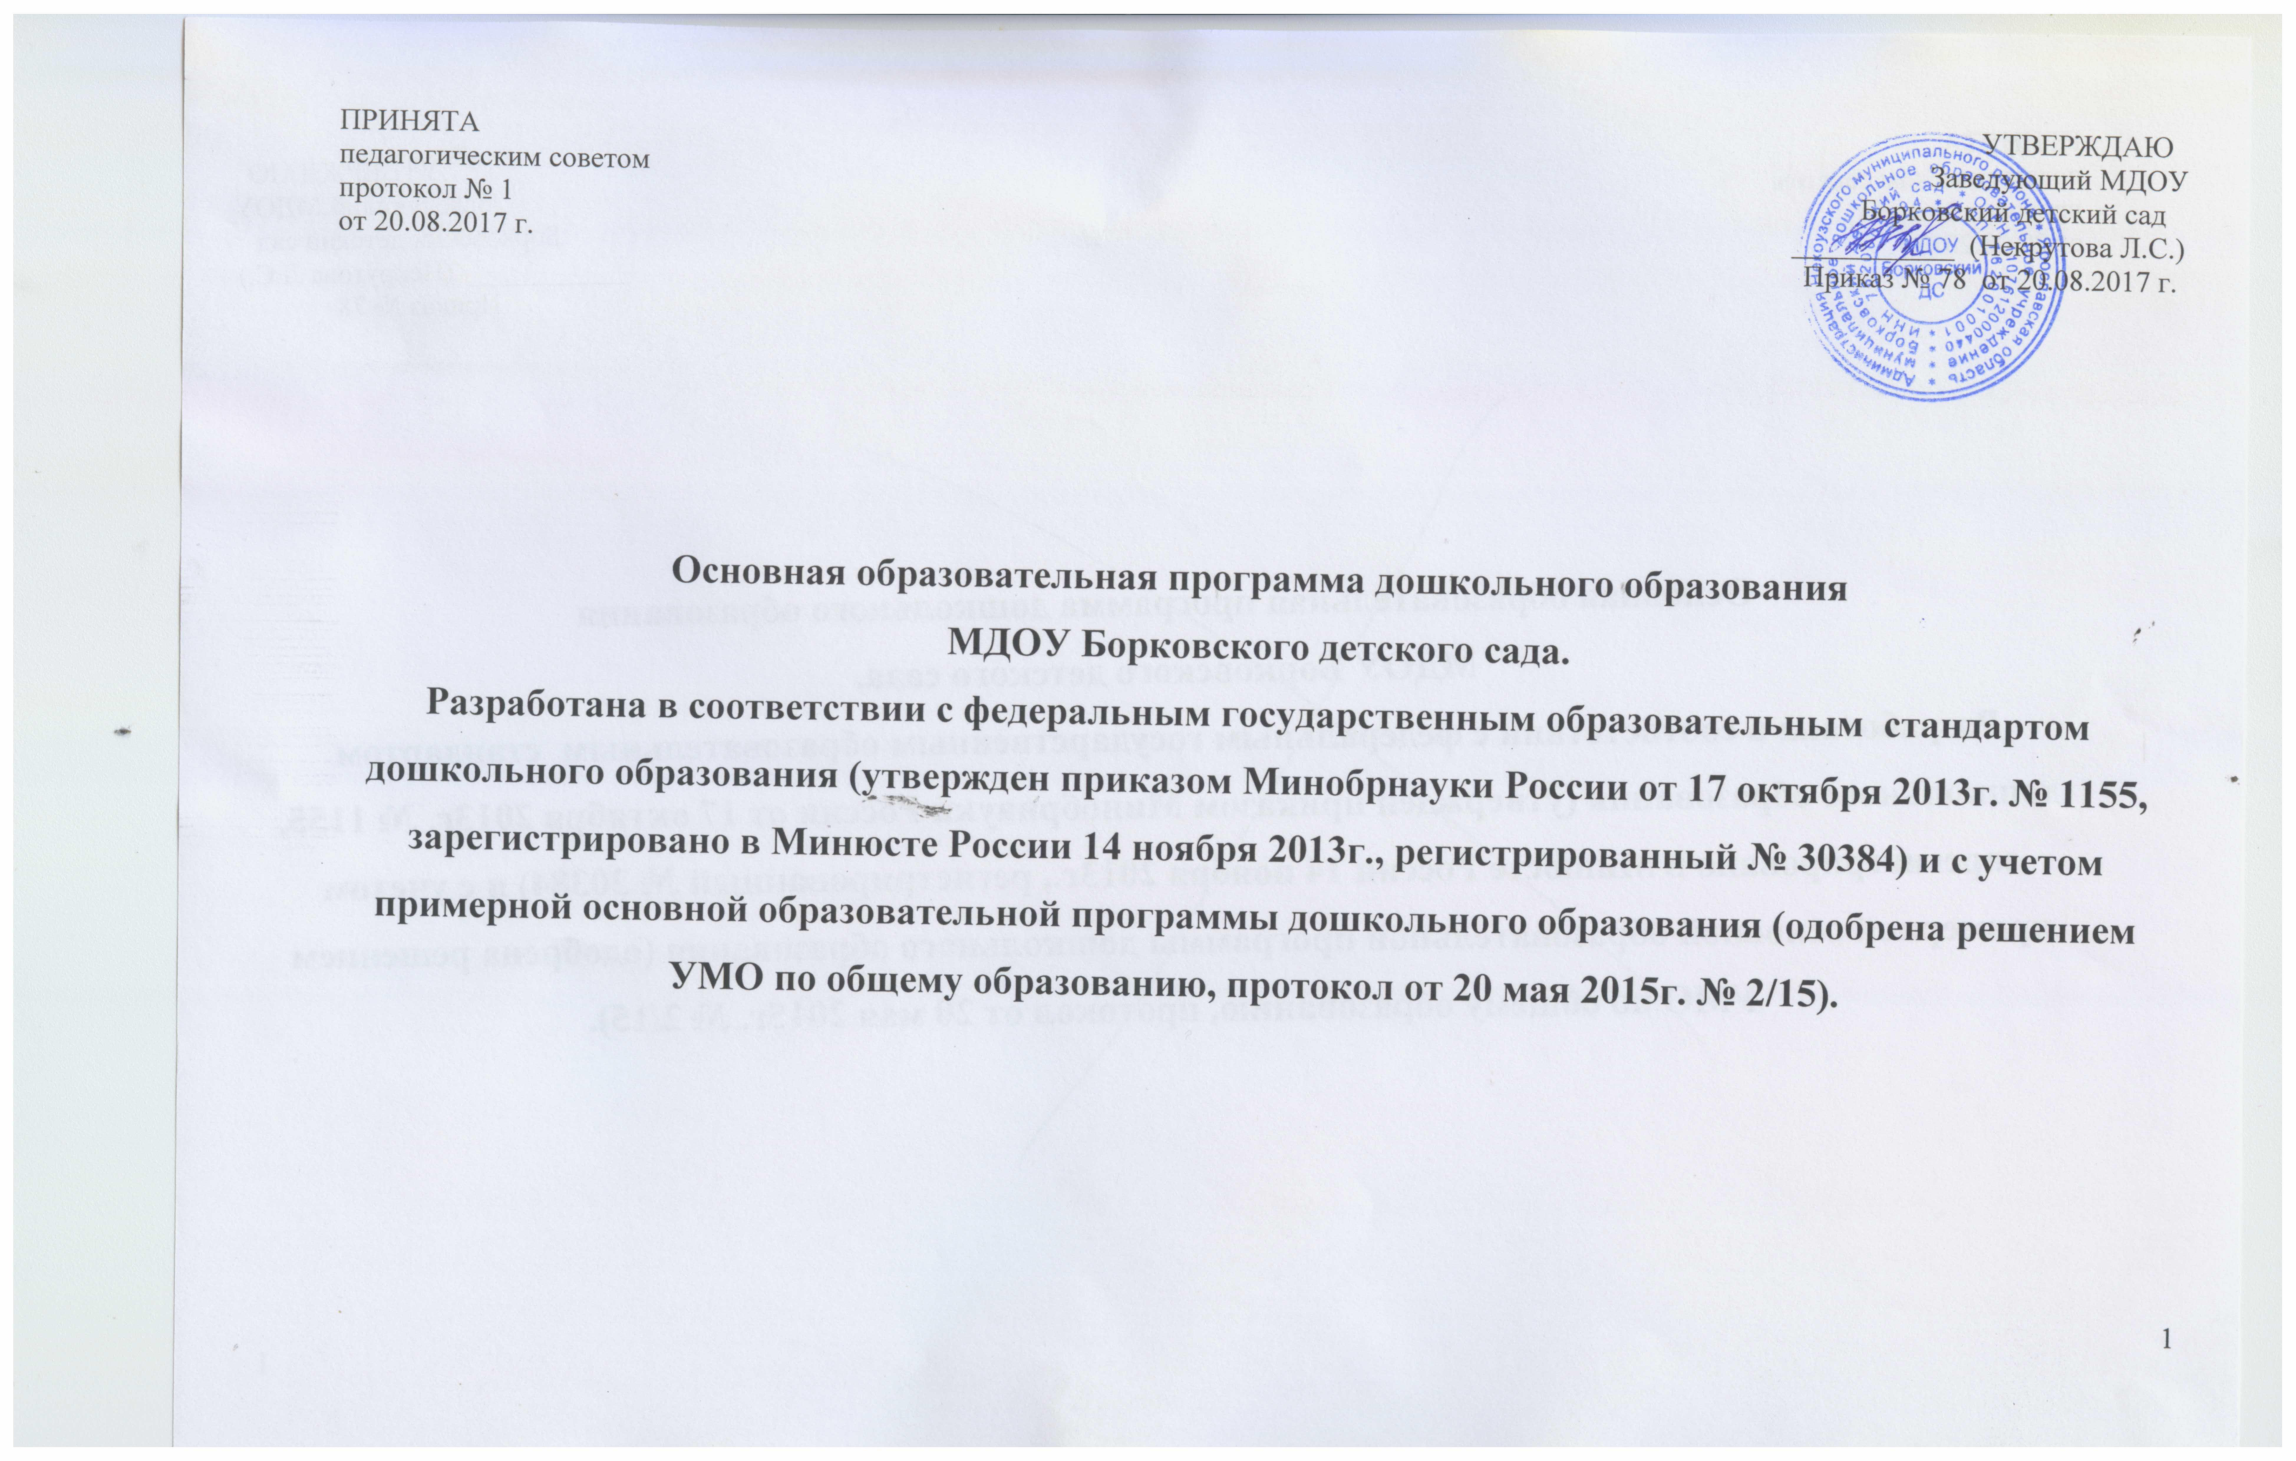 ПРИНЯТА
педагогическим советом
протокол № 1
от 20.08.2017 г.
УТВЕРЖДАЮ
Заведующий МДОУ
Борковский детский сад
(Некрутова Л.С.)
Приказ № 78 от 20.08.2017 г.
МДОУ
Борковский
ДС
Основная образовательная программа дошкольного образования
МДОУ Борковского детского сада.
Разработана в соответствии с федеральным государственным образовательным стандартом
дошкольного образования (утвержден приказом Минобрнауки России от 17 октября 2013г. № 1155,
зарегистрировано в Минюсте России 14 ноября 2013г., регистрированный № 30384) и с учетом
примерной основной образовательной программы дошкольного образования (одобрена решением
УМО по общему образованию, протокол от 20 мая 2015г. № 2/15).
1